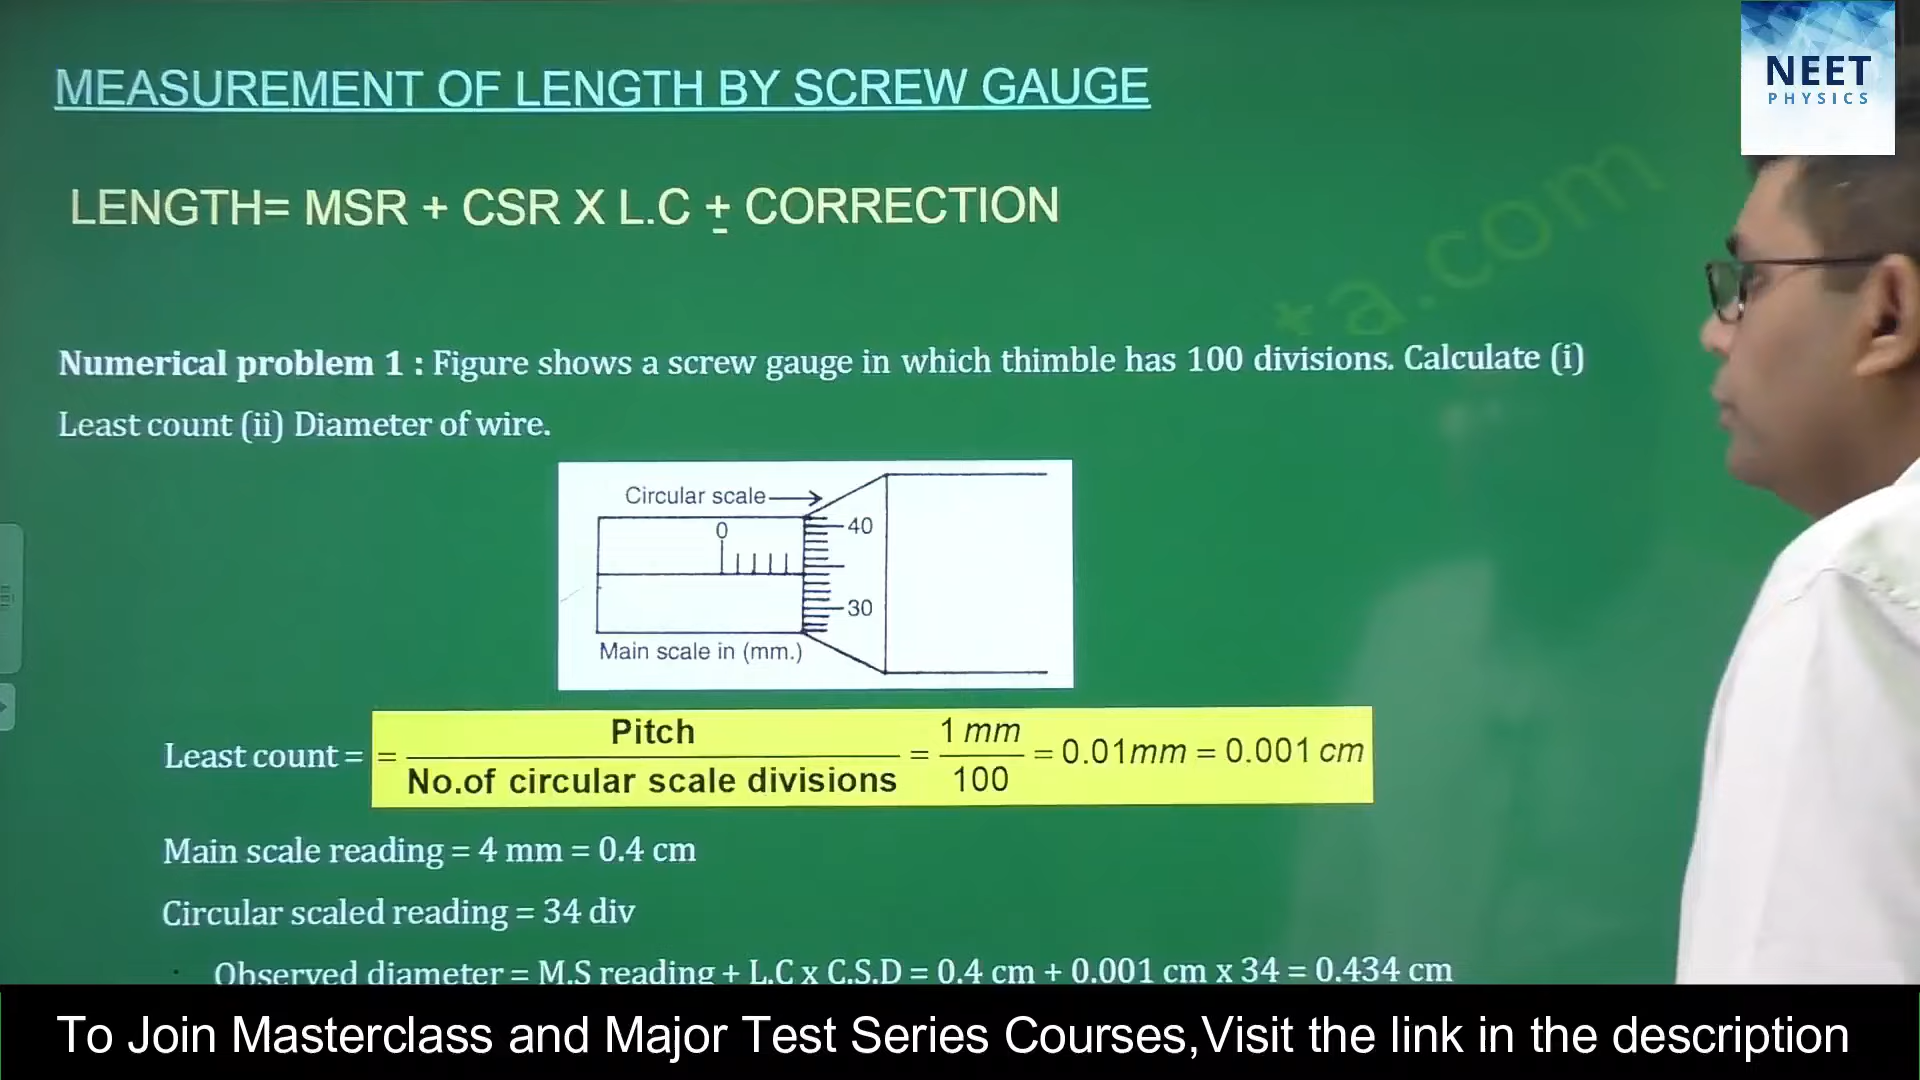 NEET
PHYSICS
MEASUREMENT OF LENGTH BY SCREW GAUGE
LENGTH= MSR + CSR X L.C ± CORRECTION
a.com
Numerical problem 1 : Figure shows a screw gauge in which thimble has 100 divisions. Calculate (i)
Least count (ii) Diameter of wire.
Circular scale
0
40
30
Main scale in (mm.)
Least count = = Pitch / No.of circular scale divisions = 1 mm / 100 = 0.01mm = 0.001 cm
Main scale reading = 4 mm = 0.4 cm
Circular scaled reading = 34 div
Observed diameter = M.S reading + L.C x C.S.D = 0.4 cm + 0.001 cm x 34 = 0.434 cm
To Join Masterclass and Major Test Series Courses,Visit the link in the description